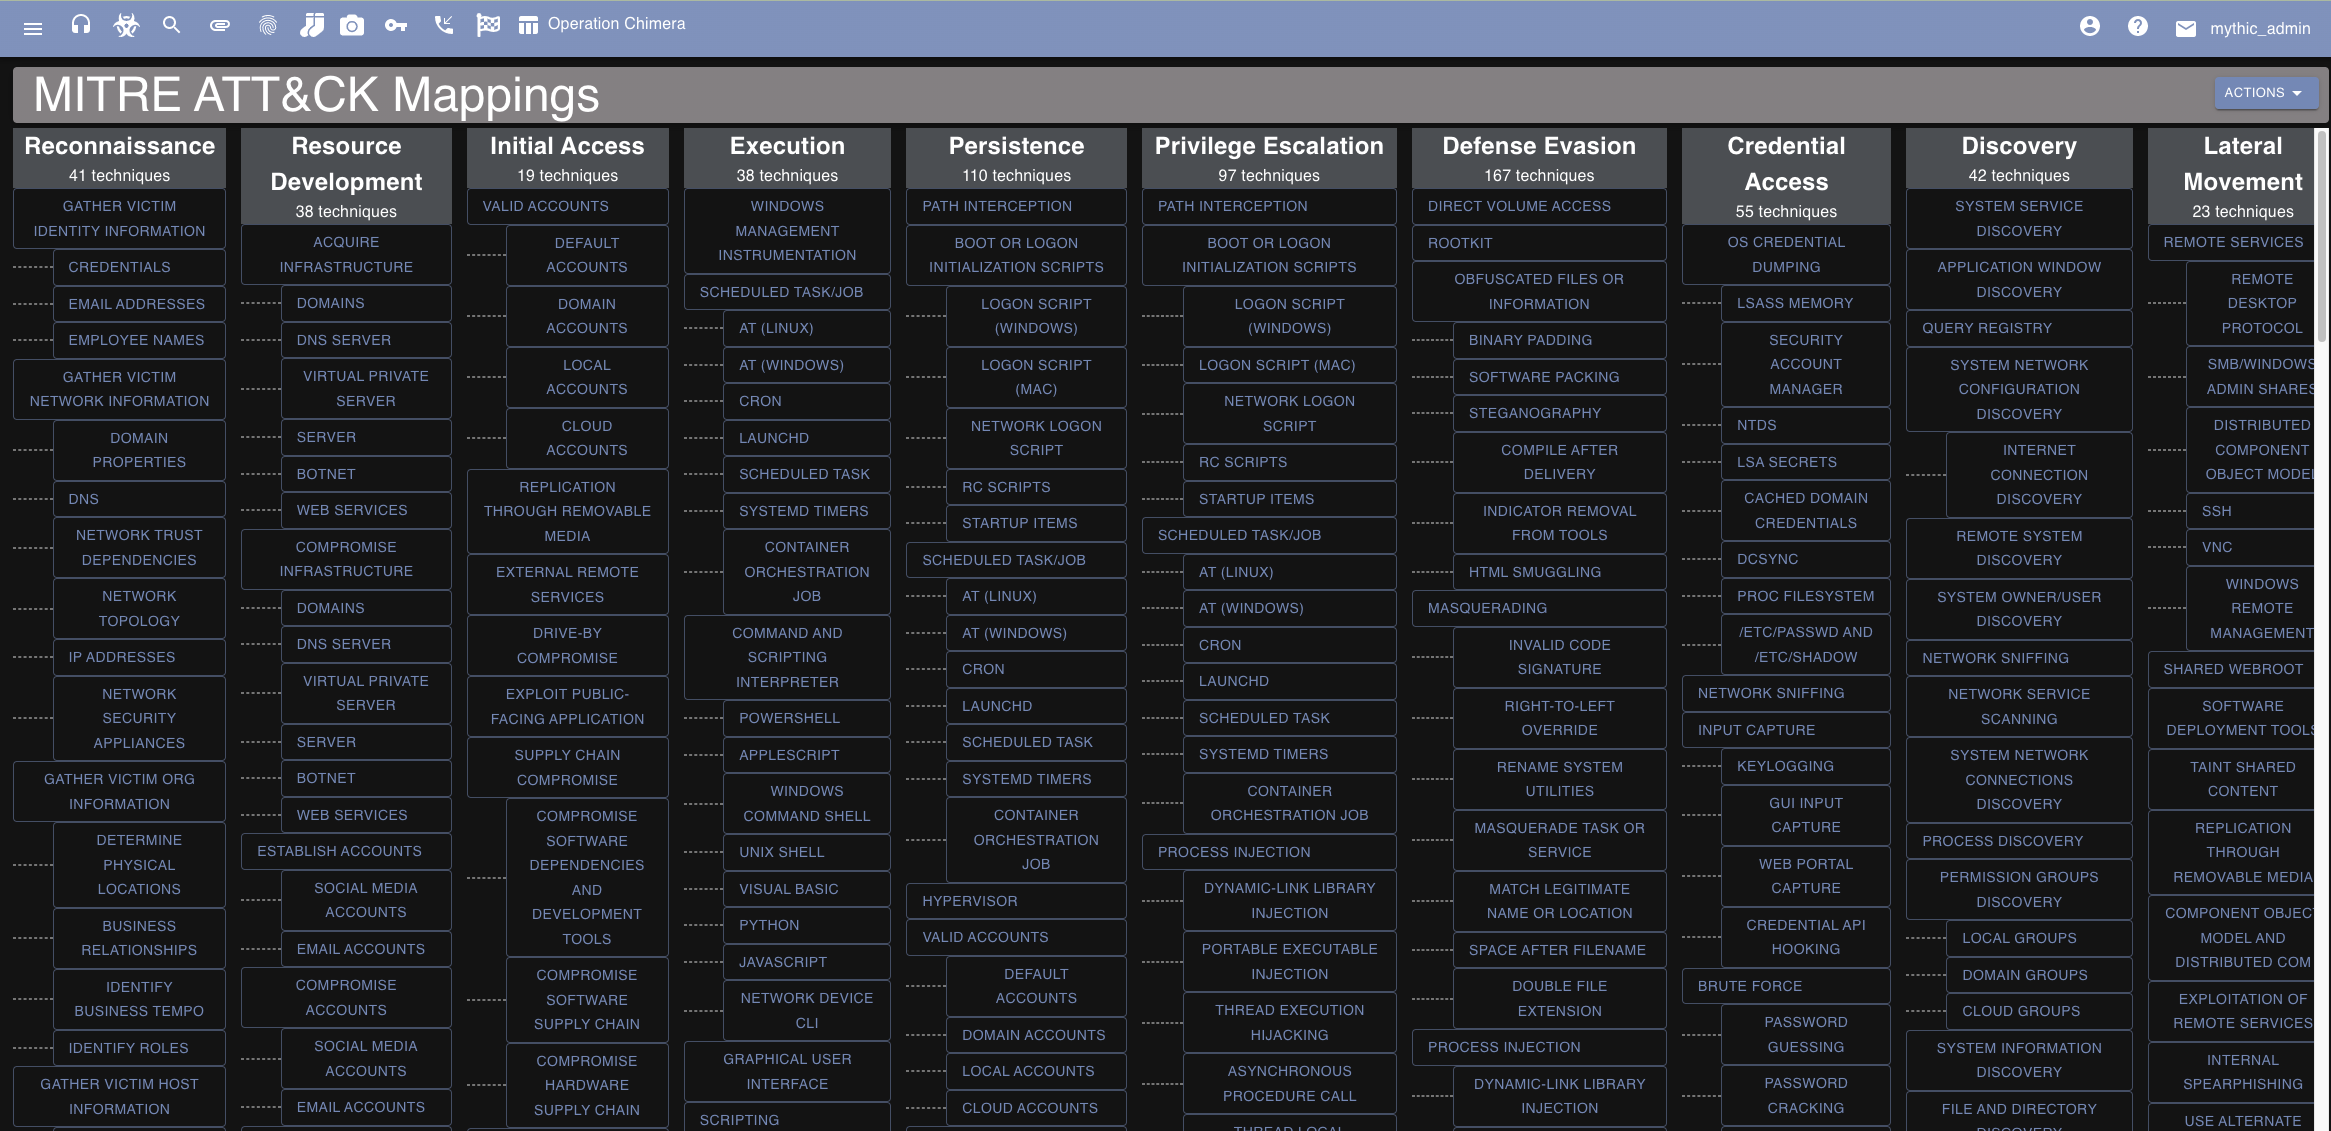 Operation Chimera
mythic_admin
MITRE ATT&CK Mappings
ACTIONS
Reconnaissance
41 techniques
GATHER VICTIM
IDENTITY INFORMATION
CREDENTIALS
EMAIL ADDRESSES
EMPLOYEE NAMES
GATHER VICTIM
NETWORK INFORMATION
DOMAIN
PROPERTIES
DNS
NETWORK TRUST
DEPENDENCIES
NETWORK
TOPOLOGY
IP ADDRESSES
NETWORK
SECURITY
APPLIANCES
GATHER VICTIM ORG
INFORMATION
DETERMINE
PHYSICAL
LOCATIONS
BUSINESS
RELATIONSHIPS
IDENTIFY
BUSINESS TEMPO
IDENTIFY ROLES
GATHER VICTIM HOST
INFORMATION
Resource
Development
38 techniques
ACQUIRE
INFRASTRUCTURE
DOMAINS
DNS SERVER
VIRTUAL PRIVATE
SERVER
SERVER
BOTNET
WEB SERVICES
COMPROMISE
INFRASTRUCTURE
DOMAINS
DNS SERVER
VIRTUAL PRIVATE
SERVER
SERVER
BOTNET
WEB SERVICES
ESTABLISH ACCOUNTS
SOCIAL MEDIA
ACCOUNTS
EMAIL ACCOUNTS
COMPROMISE
ACCOUNTS
SOCIAL MEDIA
ACCOUNTS
EMAIL ACCOUNTS
Initial Access
19 techniques
VALID ACCOUNTS
DEFAULT
ACCOUNTS
DOMAIN
ACCOUNTS
LOCAL
ACCOUNTS
CLOUD
ACCOUNTS
REPLICATION
THROUGH REMOVABLE
MEDIA
EXTERNAL REMOTE
SERVICES
DRIVE-BY
COMPROMISE
EXPLOIT PUBLIC-
FACING APPLICATION
SUPPLY CHAIN
COMPROMISE
COMPROMISE
SOFTWARE
DEPENDENCIES
AND
DEVELOPMENT
TOOLS
COMPROMISE
SOFTWARE
SUPPLY CHAIN
COMPROMISE
HARDWARE
SUPPLY CHAIN
Execution
38 techniques
WINDOWS
MANAGEMENT
INSTRUMENTATION
SCHEDULED TASK/JOB
AT (LINUX)
AT (WINDOWS)
CRON
LAUNCHD
SCHEDULED TASK
SYSTEMD TIMERS
CONTAINER
ORCHESTRATION
JOB
COMMAND AND
SCRIPTING
INTERPRETER
POWERSHELL
APPLESCRIPT
WINDOWS
COMMAND SHELL
UNIX SHELL
VISUAL BASIC
PYTHON
JAVASCRIPT
NETWORK DEVICE
CLI
GRAPHICAL USER
INTERFACE
SCRIPTING
Persistence
110 techniques
PATH INTERCEPTION
BOOT OR LOGON
INITIALIZATION SCRIPTS
LOGON SCRIPT
(WINDOWS)
LOGON SCRIPT
(MAC)
NETWORK LOGON
SCRIPT
RC SCRIPTS
STARTUP ITEMS
SCHEDULED TASK/JOB
AT (LINUX)
AT (WINDOWS)
CRON
LAUNCHD
SCHEDULED TASK
SYSTEMD TIMERS
CONTAINER
ORCHESTRATION
JOB
HYPERVISOR
VALID ACCOUNTS
DEFAULT
ACCOUNTS
DOMAIN ACCOUNTS
LOCAL ACCOUNTS
CLOUD ACCOUNTS
Privilege Escalation
97 techniques
PATH INTERCEPTION
BOOT OR LOGON
INITIALIZATION SCRIPTS
LOGON SCRIPT
(WINDOWS)
LOGON SCRIPT (MAC)
NETWORK LOGON
SCRIPT
RC SCRIPTS
STARTUP ITEMS
SCHEDULED TASK/JOB
AT (LINUX)
AT (WINDOWS)
CRON
LAUNCHD
SCHEDULED TASK
SYSTEMD TIMERS
CONTAINER
ORCHESTRATION JOB
PROCESS INJECTION
DYNAMIC-LINK LIBRARY
INJECTION
PORTABLE EXECUTABLE
INJECTION
THREAD EXECUTION
HIJACKING
ASYNCHRONOUS
PROCEDURE CALL
THREAD LOCAL
Defense Evasion
167 techniques
DIRECT VOLUME ACCESS
ROOTKIT
OBFUSCATED FILES OR
INFORMATION
BINARY PADDING
SOFTWARE PACKING
STEGANOGRAPHY
COMPILE AFTER
DELIVERY
INDICATOR REMOVAL
FROM TOOLS
HTML SMUGGLING
MASQUERADING
INVALID CODE
SIGNATURE
RIGHT-TO-LEFT
OVERRIDE
RENAME SYSTEM
UTILITIES
MASQUERADE TASK OR
SERVICE
MATCH LEGITIMATE
NAME OR LOCATION
SPACE AFTER FILENAME
DOUBLE FILE
EXTENSION
PROCESS INJECTION
DYNAMIC-LINK LIBRARY
INJECTION
Credential
Access
55 techniques
OS CREDENTIAL
DUMPING
LSASS MEMORY
SECURITY
ACCOUNT
MANAGER
NTDS
LSA SECRETS
CACHED DOMAIN
CREDENTIALS
DCSYNC
PROC FILESYSTEM
/ETC/PASSWD AND
/ETC/SHADOW
NETWORK SNIFFING
INPUT CAPTURE
KEYLOGGING
GUI INPUT
CAPTURE
WEB PORTAL
CAPTURE
CREDENTIAL API
HOOKING
BRUTE FORCE
PASSWORD
GUESSING
PASSWORD
CRACKING
Discovery
42 techniques
SYSTEM SERVICE
DISCOVERY
APPLICATION WINDOW
DISCOVERY
QUERY REGISTRY
SYSTEM NETWORK
CONFIGURATION
DISCOVERY
INTERNET
CONNECTION
DISCOVERY
REMOTE SYSTEM
DISCOVERY
SYSTEM OWNER/USER
DISCOVERY
NETWORK SNIFFING
NETWORK SERVICE
SCANNING
SYSTEM NETWORK
CONNECTIONS
DISCOVERY
PROCESS DISCOVERY
PERMISSION GROUPS
DISCOVERY
LOCAL GROUPS
DOMAIN GROUPS
CLOUD GROUPS
SYSTEM INFORMATION
DISCOVERY
FILE AND DIRECTORY
DISCOVERY
Lateral
Movement
23 techniques
REMOTE SERVICES
REMOTE
DESKTOP
PROTOCOL
SMB/WINDOWS
ADMIN SHARES
DISTRIBUTED
COMPONENT
OBJECT MODEL
SSH
VNC
WINDOWS
REMOTE
MANAGEMENT
SHARED WEBROOT
SOFTWARE
DEPLOYMENT TOOLS
TAINT SHARED
CONTENT
REPLICATION
THROUGH
REMOVABLE MEDIA
COMPONENT OBJECT
MODEL AND
DISTRIBUTED COM
EXPLOITATION OF
REMOTE SERVICES
INTERNAL
SPEARPHISHING
USE ALTERNATE